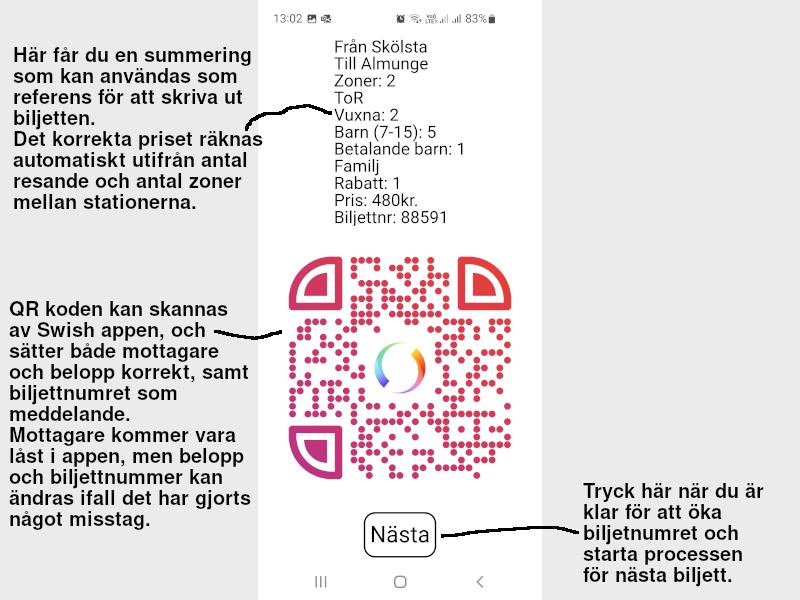 13:02
83%
Här får du en summering
som kan användas som
referens för att skriva ut
biljetten.
Det korrekta priset räknas
automatiskt utifrån antal
resande och antal zoner
mellan stationerna.
Från Skölsta
Till Almunge
Zoner: 2
ToR
Vuxna: 2
Barn (7-15): 5
Betalande barn: 1
Familj
Rabatt: 1
Pris: 480kr.
Biljettnr: 88591
QR koden kan skannas
av Swish appen, och
sätter både mottagare
och belopp korrekt, samt
biljettnumret som
meddelande.
Mottagare kommer vara
låst i appen, men belopp
och biljettnummer kan
ändras ifall det har gjorts
något misstag.
Nästa
Tryck här när du är
klar för att öka
biljetnumret och
starta processen
för nästa biljett.